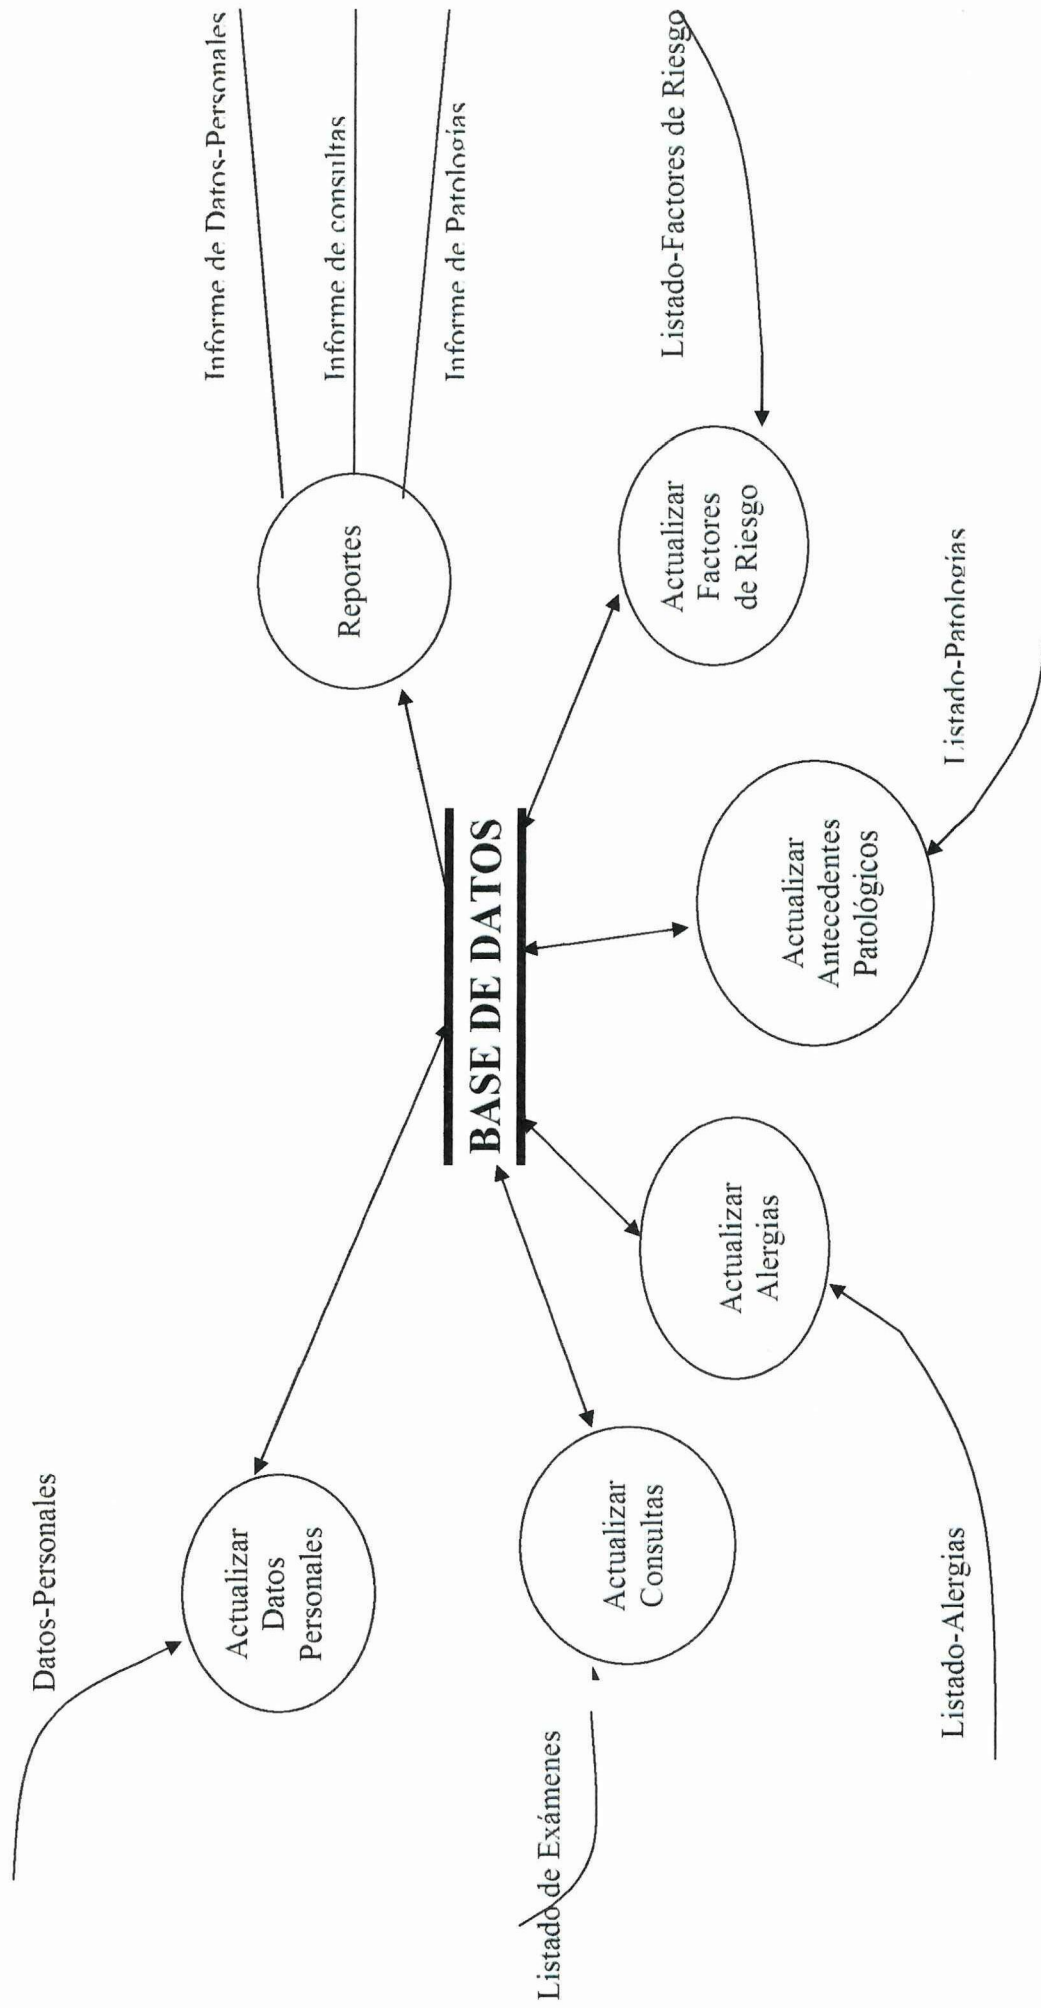 Datos-Personales
Actualizar
Datos
Personales
Informe de Datos-Personales
Reportes
Informe de consultas
Informe de Patologías
BASE DE DATOS
Listado de Exámenes
Actualizar
Consultas
Actualizar
Alergias
Actualizar
Antecedentes
Patológicos
Actualizar
Factores
de Riesgo
Listado-Factores de Riesgo
Listado-Alergias
Listado-Patologías